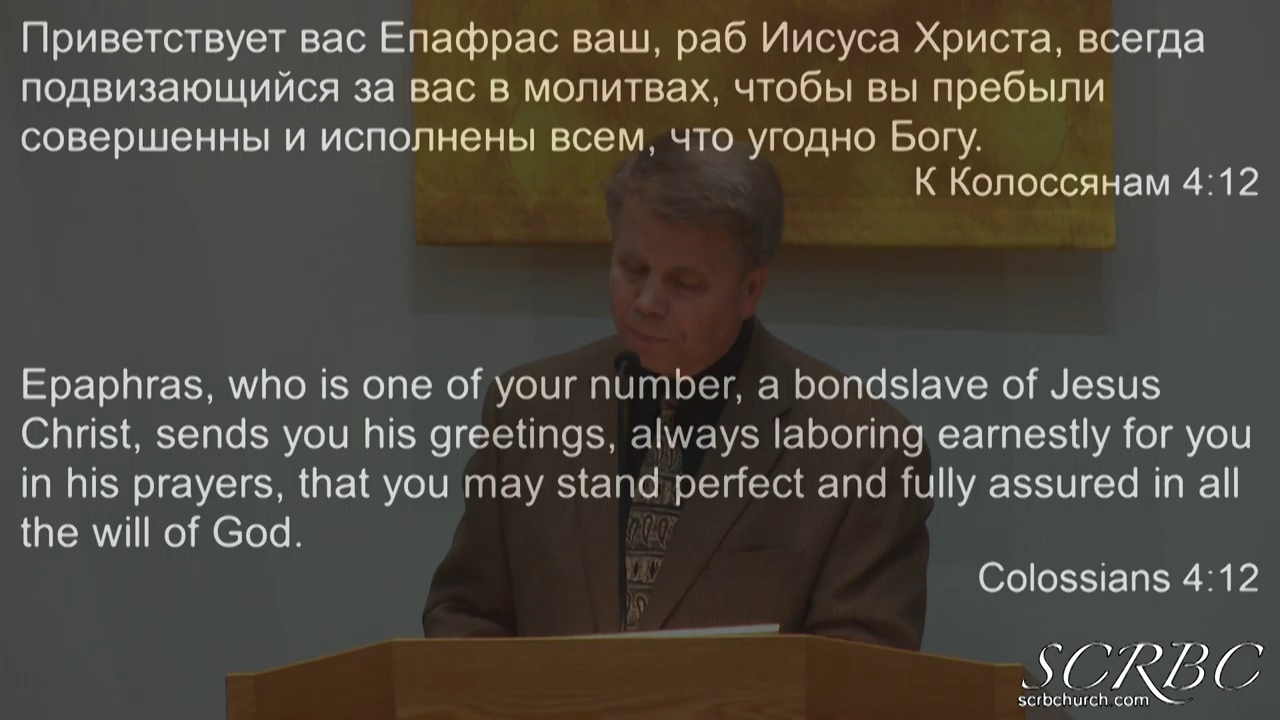 Приветствует вас Епафрас ваш, раб Иисуса Христа, всегда
подвизающийся за вас в молитвах, чтобы вы пребыли
совершенны и исполнены всем, что угодно Богу.
К Колоссянам 4:12
Epaphras, who is one of your number, a bondslave of Jesus
Christ, sends you his greetings, always laboring earnestly for you
in his prayers, that you may stand perfect and fully assured in all
the will of God.
Colossians 4:12
SCRBC
scrbchurch.com